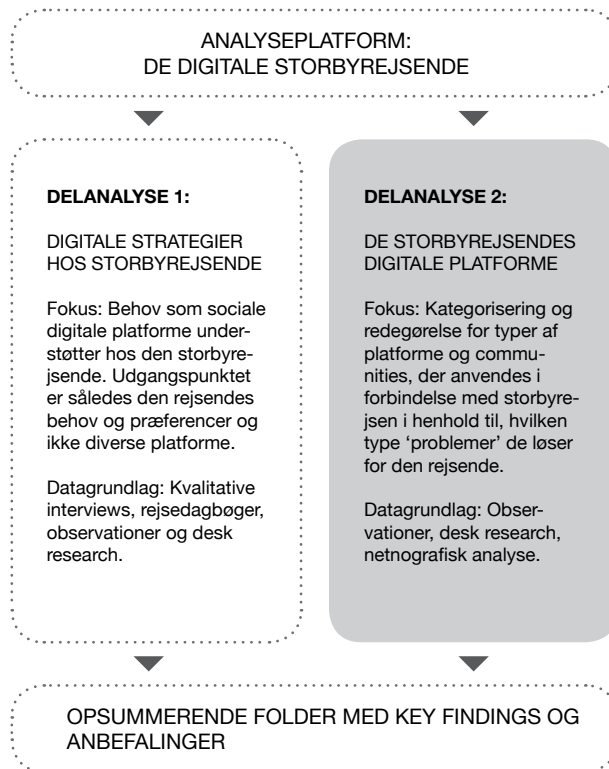 ANALYSEPLATFORM:
DE DIGITALE STORBYREJSENDE
DELANALYSE 1:
DIGITALE STRATEGIER
HOS STORBYREJSENDE
Fokus: Behov som sociale
digitale platforme under-
støtter hos den storbyre-
jsende. Udgangspunktet
er således den rejsendes
behov og præferencer og
ikke diverse platforme.
Datagrundlag: Kvalitative
interviews, rejsedagbøger,
observationer og desk
research.
DELANALYSE 2:
DE STORBYREJSENDES
DIGITALE PLATFORME
Fokus: Kategorisering og
redegørelse for typer af
platforme og commu-
nities, der anvendes i
forbindelse med storbyre-
jsen i henhold til, hvilken
type ‘problemer’ de løser
for den rejsende.
Datagrundlag: Obser-
vationer, desk research,
netnografisk analyse.
OPSUMMERENDE FOLDER MED KEY FINDINGS OG
ANBEFALINGER